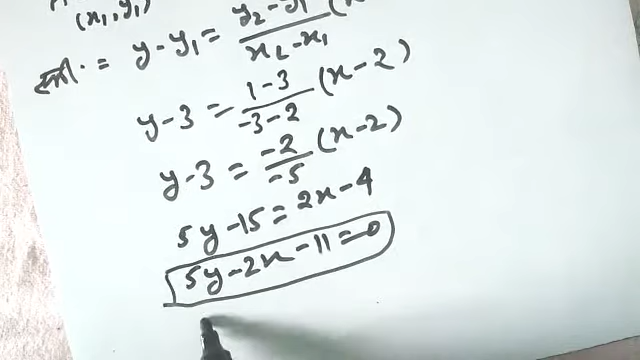 (x₁, y₁)
समी. = y - y₁ = y₂ - y₁ / x₂ - x₁ (x
y - 3 = 1 - 3 / -3 - 2 (x - 2)
y - 3 = -2 / -5 (x - 2)
5y - 15 = 2x - 4
5y - 2x - 11 = 0